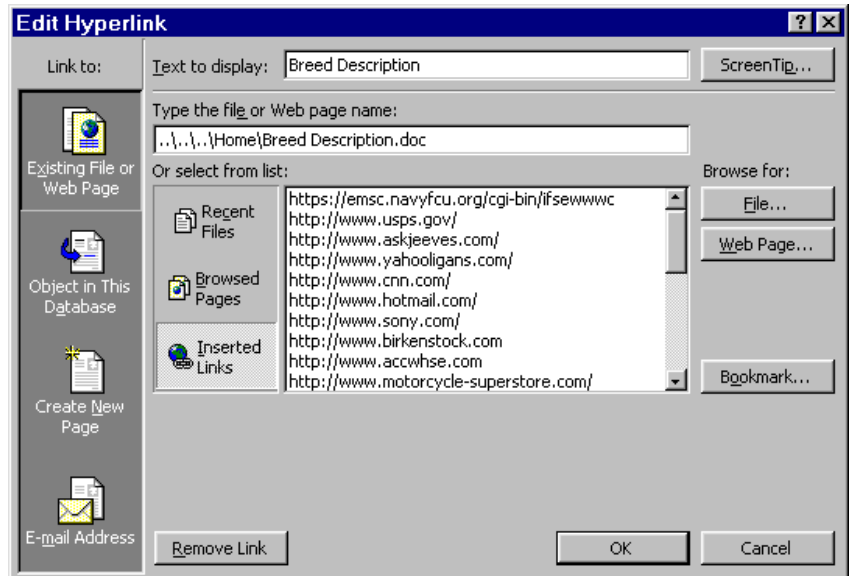 Edit Hyperlink
Link to:
Text to display:
Breed Description
ScreenTip...
Type the file or Web page name:
..\..\..\Home\Breed Description.doc
Existing File or
Web Page
Or select from list:
Browse for:
Recent
Files
Browsed
Pages
Inserted
Links
https://emsc.navyfcu.org/cgi-bin/ifsewwwc
http://www.usps.gov/
http://www.askjeeves.com/
http://www.yahooligans.com/
http://www.cnn.com/
http://www.hotmail.com/
http://www.sony.com/
http://www.birkenstock.com
http://www.accwhse.com
http://www.motorcycle-superstore.com/
File...
Web Page...
Bookmark...
Object in This
Database
Create New
Page
E-mail Address
Remove Link
OK
Cancel